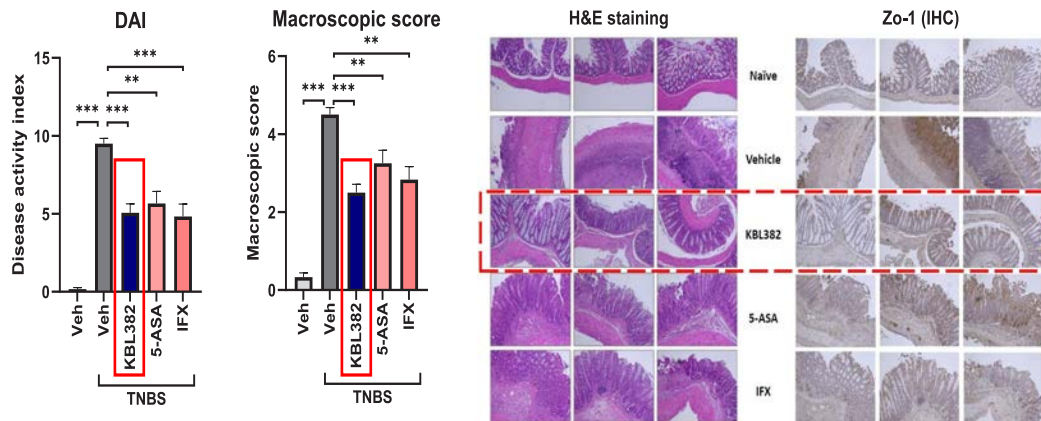 DAI
Disease activity index
15
10
5
0
***
**
*** ***
Veh
Veh
KBL382
5-ASA
IFX
TNBS
Macroscopic score
Macroscopic score
6
4
2
0
**
**
*** ***
Veh
Veh
KBL382
5-ASA
IFX
TNBS
H&E staining
Zo-1 (IHC)
Naïve
Vehicle
KBL382
5-ASA
IFX